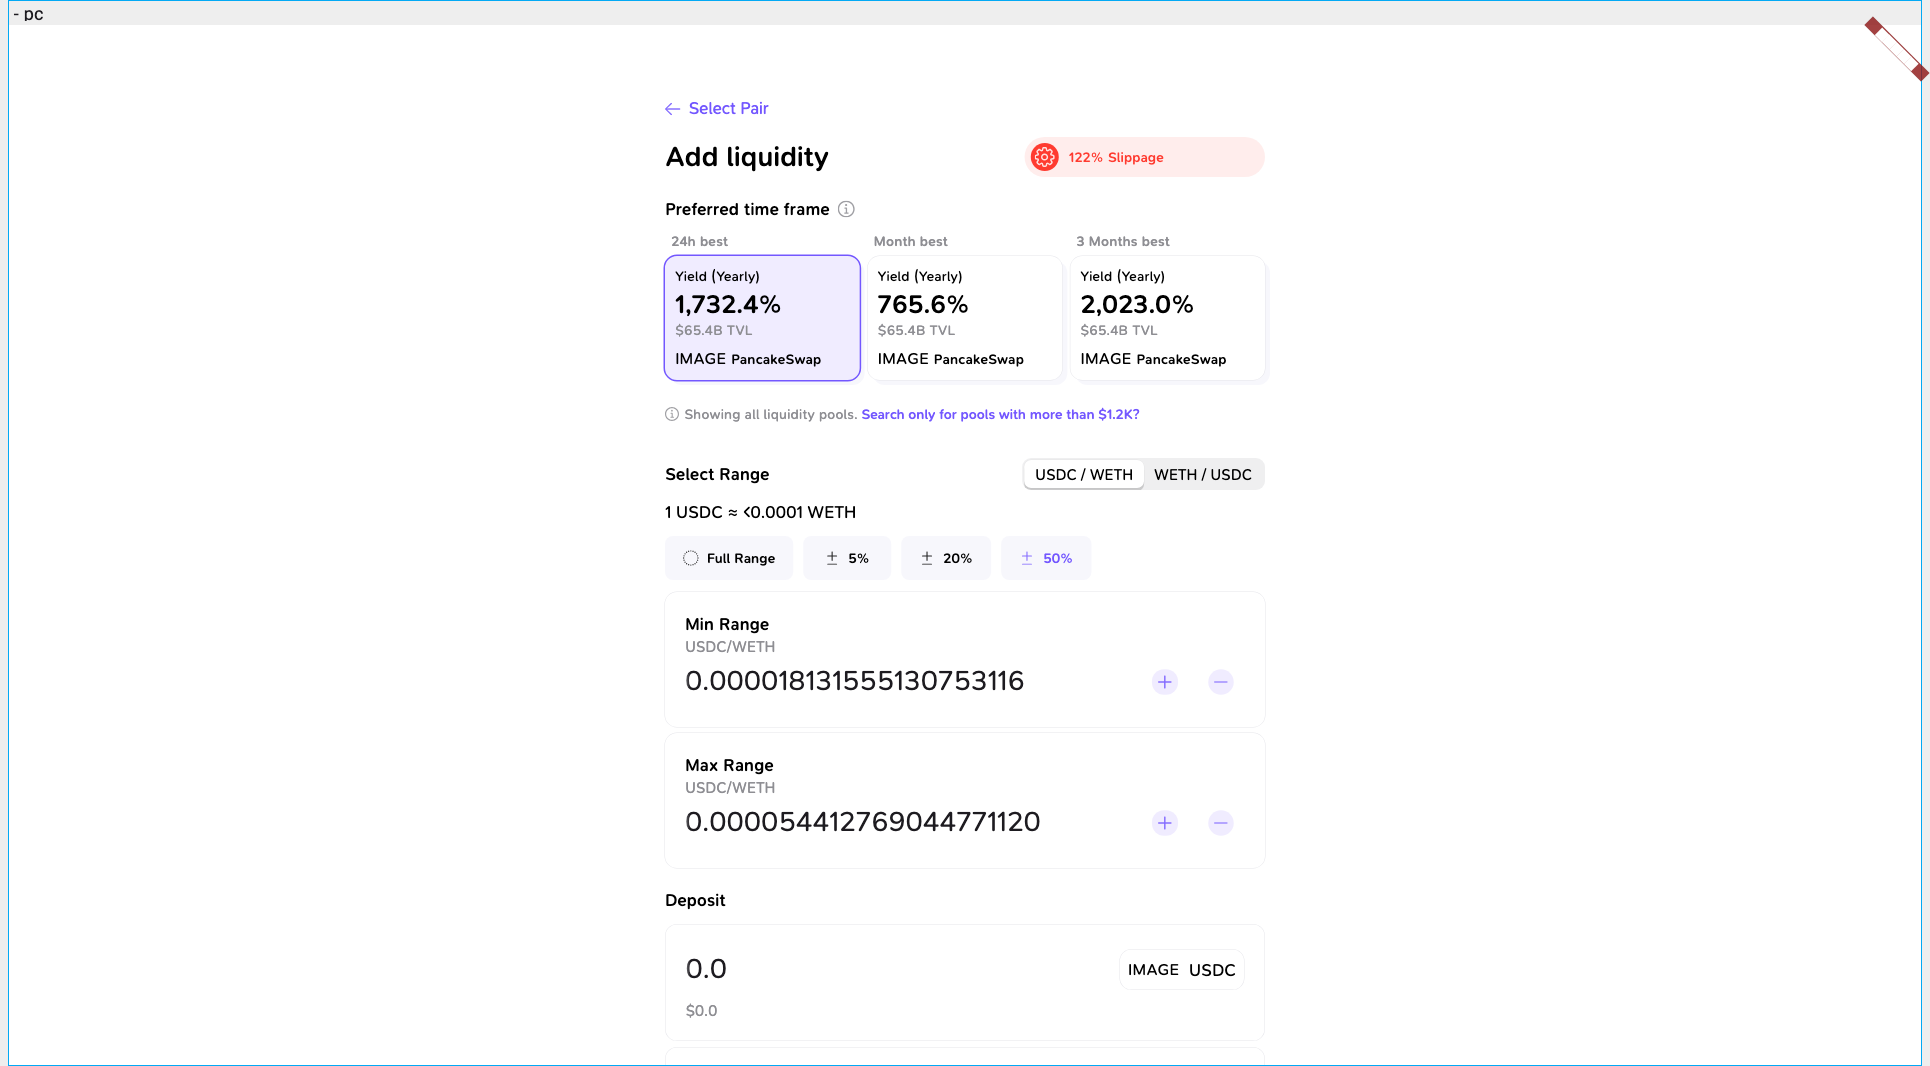 - pc
Select Pair
Add liquidity
122% Slippage
Preferred time frame
24h best
Month best
3 Months best
Yield (Yearly)
1,732.4%
$65.4B TVL
IMAGE PancakeSwap
Yield (Yearly)
765.6%
$65.4B TVL
IMAGE PancakeSwap
Yield (Yearly)
2,023.0%
$65.4B TVL
IMAGE PancakeSwap
Showing all liquidity pools. Search only for pools with more than $1.2K?
Select Range
USDC / WETH
WETH / USDC
1 USDC ≈ <0.0001 WETH
Full Range
± 5%
± 20%
± 50%
Min Range
USDC/WETH
0.000018131555130753116
Max Range
USDC/WETH
0.000054412769044771120
Deposit
0.0
IMAGE USDC
$0.0